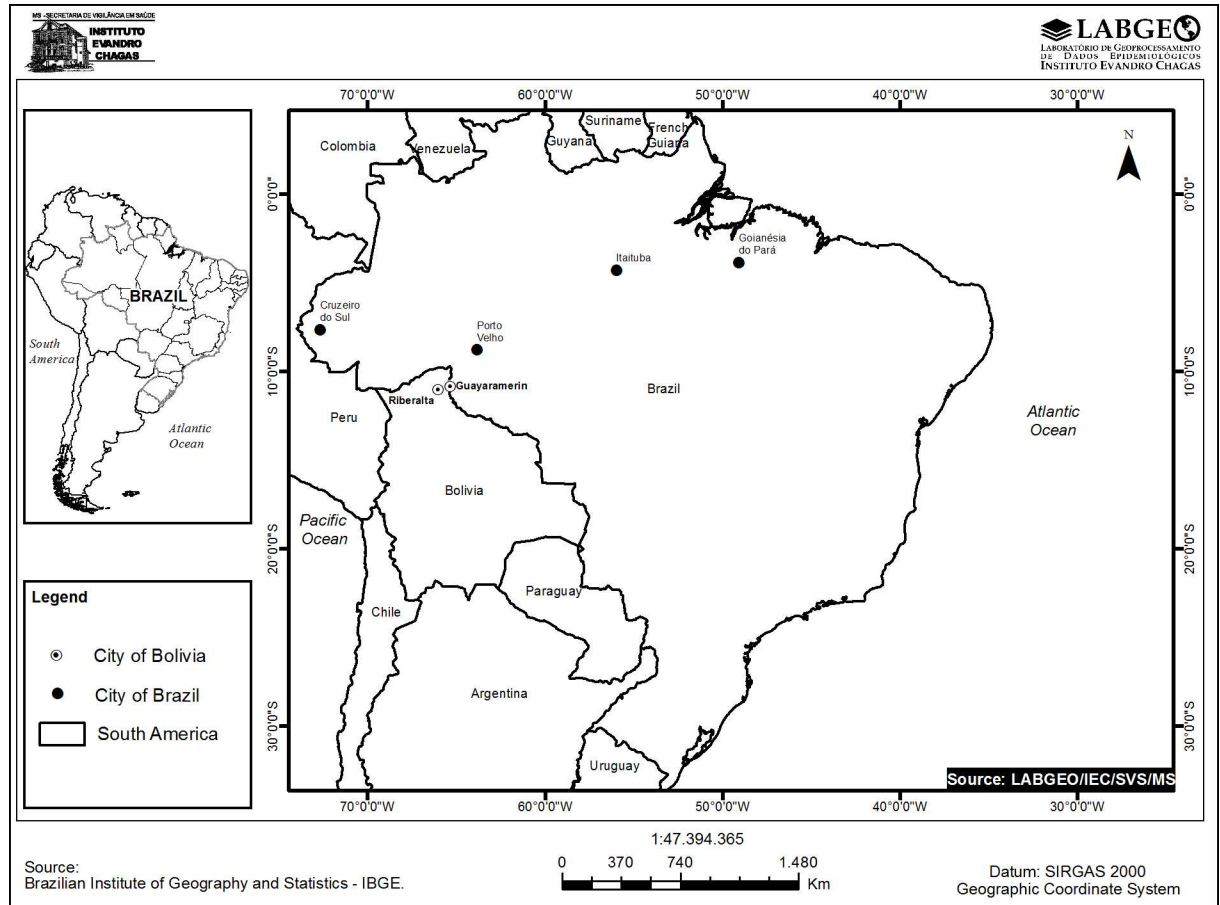 MS -SECRETARIA DE VIGILÂNCIA EM SAÚDE
INSTITUTO
EVANDRO
CHAGAS
LABGEO
LABORATÓRIO DE GEOPROCESSAMENTO
DE DADOS EPIDEMIOLÓGICOS
INSTITUTO EVANDRO CHAGAS
70°0'0"W 60°0'0"W 50°0'0"W 40°0'0"W 30°0'0"W
BRAZIL
South
America
Atlantic
Ocean
Legend
City of Bolivia
City of Brazil
South America
0°0'0"
10°0'0"S
20°0'0"S
30°0'0"S
Colombia
Venezuela
Guyana
Suriname
French
Guiana
N
Goianésia
do Pará
Itaituba
Cruzeiro
do Sul
Porto
Velho
Guayaramerin
Riberalta
Brazil
Peru
Atlantic
Ocean
Bolivia
Pacific
Ocean
Paraguay
Chile
Argentina
Uruguay
0°0'0"
10°0'0"S
20°0'0"S
30°0'0"S
Source: LABGEO/IEC/SVS/MS
70°0'0"W 60°0'0"W 50°0'0"W 40°0'0"W 30°0'0"W
1:47.394.365
0 370 740 1.480
Km
Source:
Brazilian Institute of Geography and Statistics - IBGE.
Datum: SIRGAS 2000
Geographic Coordinate System